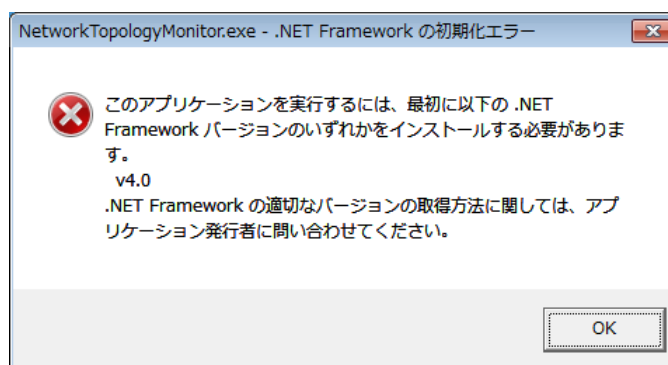 NetworkTopologyMonitor.exe - .NET Framework の初期化エラー
このアプリケーションを実行するには、最初に以下の .NET
Framework バージョンのいずれかをインストールする必要がありま
す。
v4.0
.NET Framework の適切なバージョンの取得方法に関しては、アプ
リケーション発行者に問い合わせてください。
OK